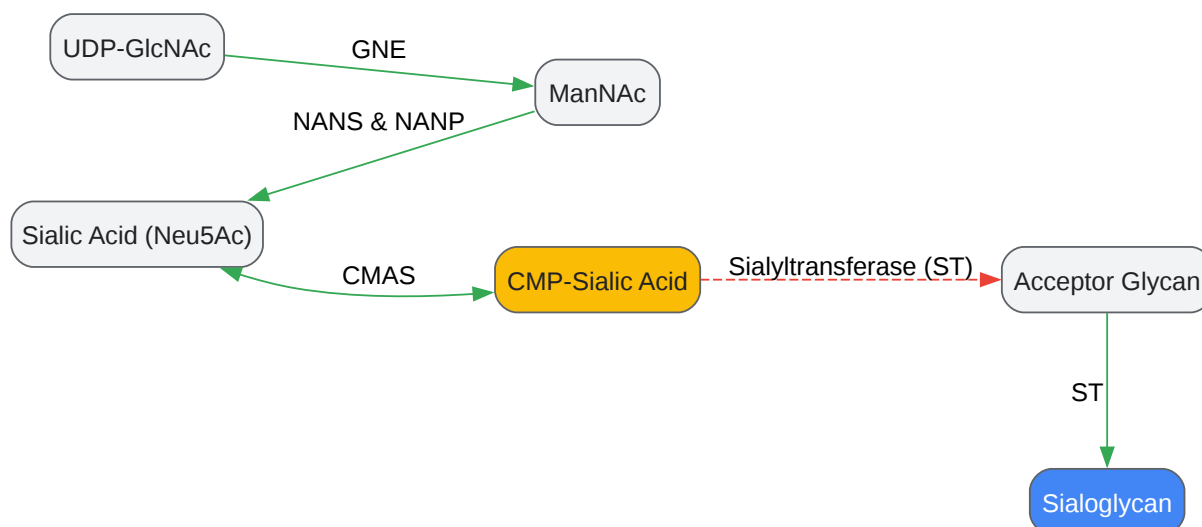 UDP-GlcNAc
GNE
ManNAc
NANS & NANP
Sialic Acid (Neu5Ac)
CMAS
CMP-Sialic Acid
Sialyltransferase (ST)
Acceptor Glycan
ST
Sialoglycan